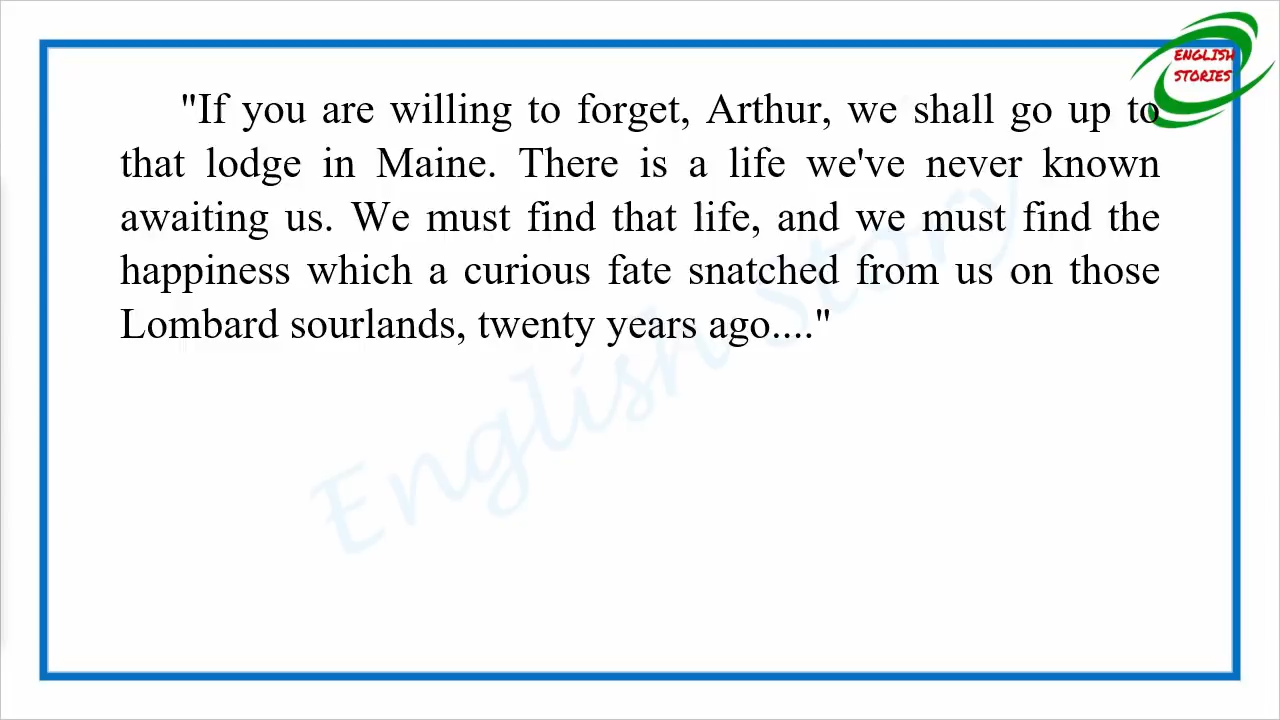 ENGLISH
STORIES
"If you are willing to forget, Arthur, we shall go up to
that lodge in Maine. There is a life we've never known
awaiting us. We must find that life, and we must find the
happiness which a curious fate snatched from us on those
Lombard sourlands, twenty years ago...."
English Story